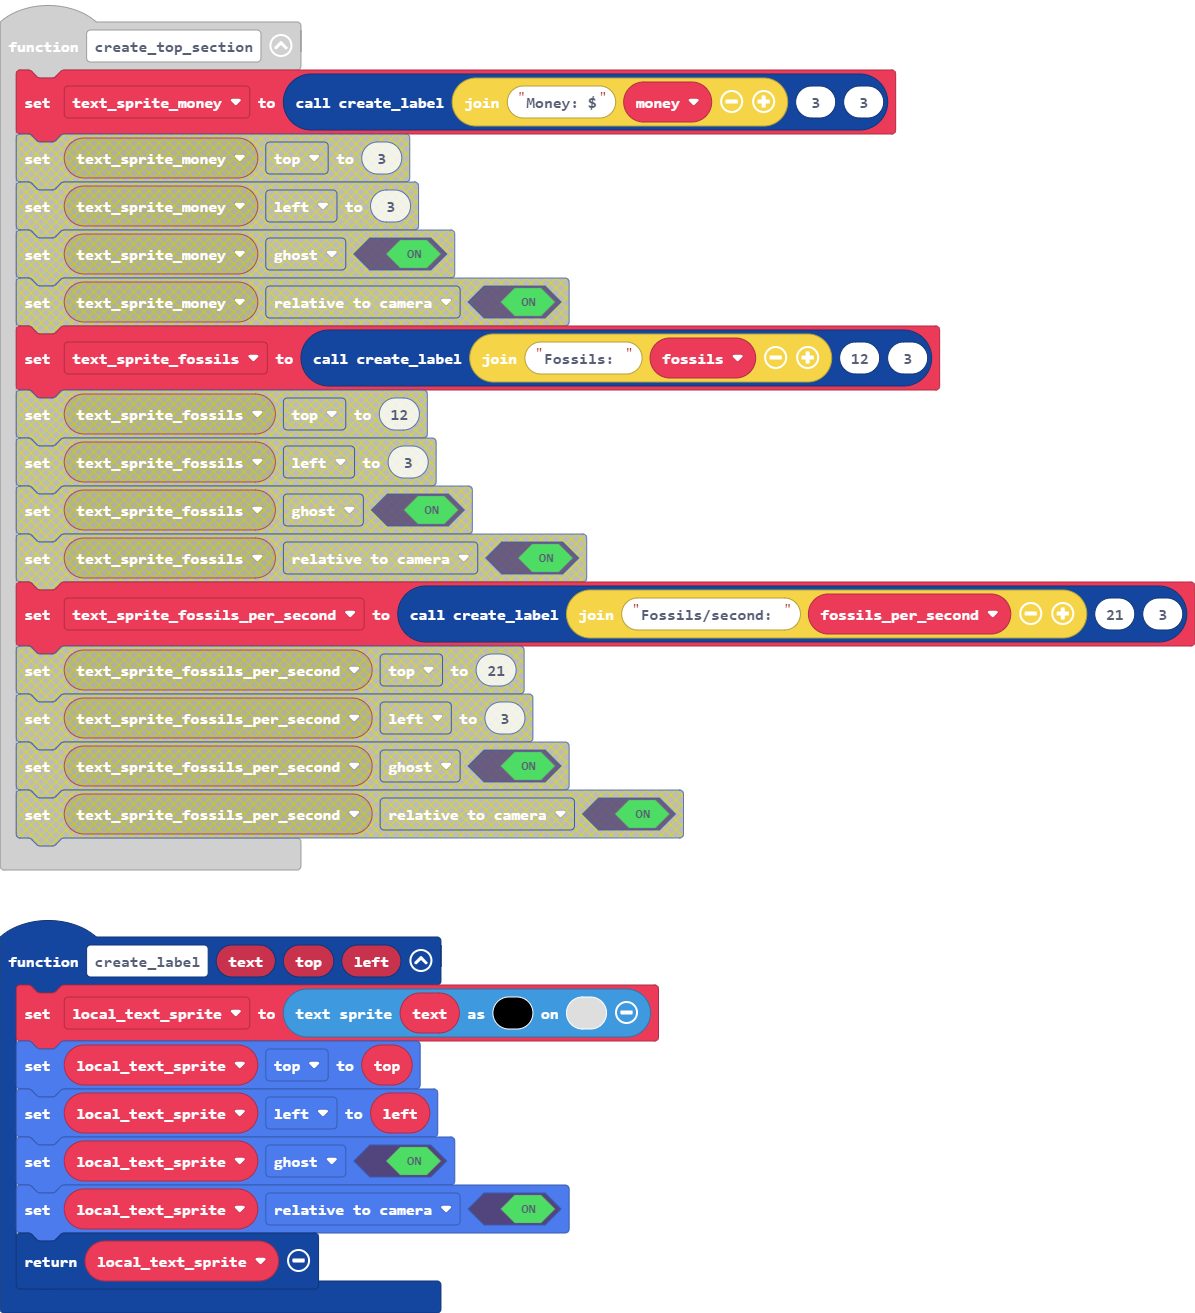 function create_top_section
set text_sprite_money to call create_label join "Money: $" money 3 3
set text_sprite_money top to 3
set text_sprite_money left to 3
set text_sprite_money ghost ON
set text_sprite_money relative to camera ON
set text_sprite_fossils to call create_label join "Fossils: " fossils 12 3
set text_sprite_fossils top to 12
set text_sprite_fossils left to 3
set text_sprite_fossils ghost ON
set text_sprite_fossils relative to camera ON
set text_sprite_fossils_per_second to call create_label join "Fossils/second: " fossils_per_second 21 3
set text_sprite_fossils_per_second top to 21
set text_sprite_fossils_per_second left to 3
set text_sprite_fossils_per_second ghost ON
set text_sprite_fossils_per_second relative to camera ON
function create_label text top left
set local_text_sprite to text sprite text as on
set local_text_sprite top to top
set local_text_sprite left to left
set local_text_sprite ghost ON
set local_text_sprite relative to camera ON
return local_text_sprite